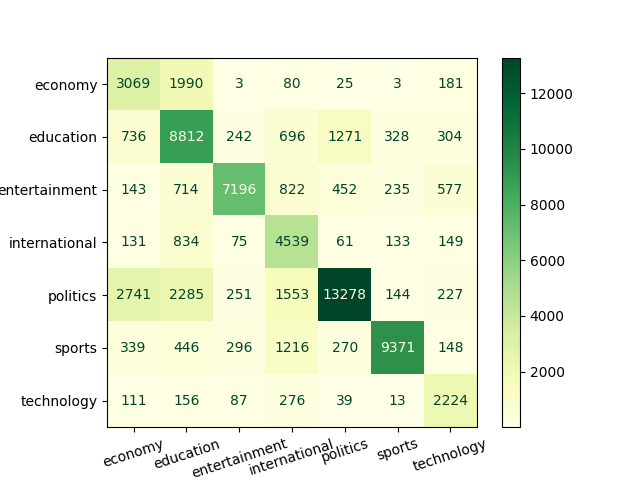 economy 3069 1990 3 80 25 3 181
education 736 8812 242 696 1271 328 304
entertainment 143 714 7196 822 452 235 577
international 131 834 75 4539 61 133 149
politics 2741 2285 251 1553 13278 144 227
sports 339 446 296 1216 270 9371 148
technology 111 156 87 276 39 13 2224
economy education entertainment international politics sports technology
12000
10000
8000
6000
4000
2000